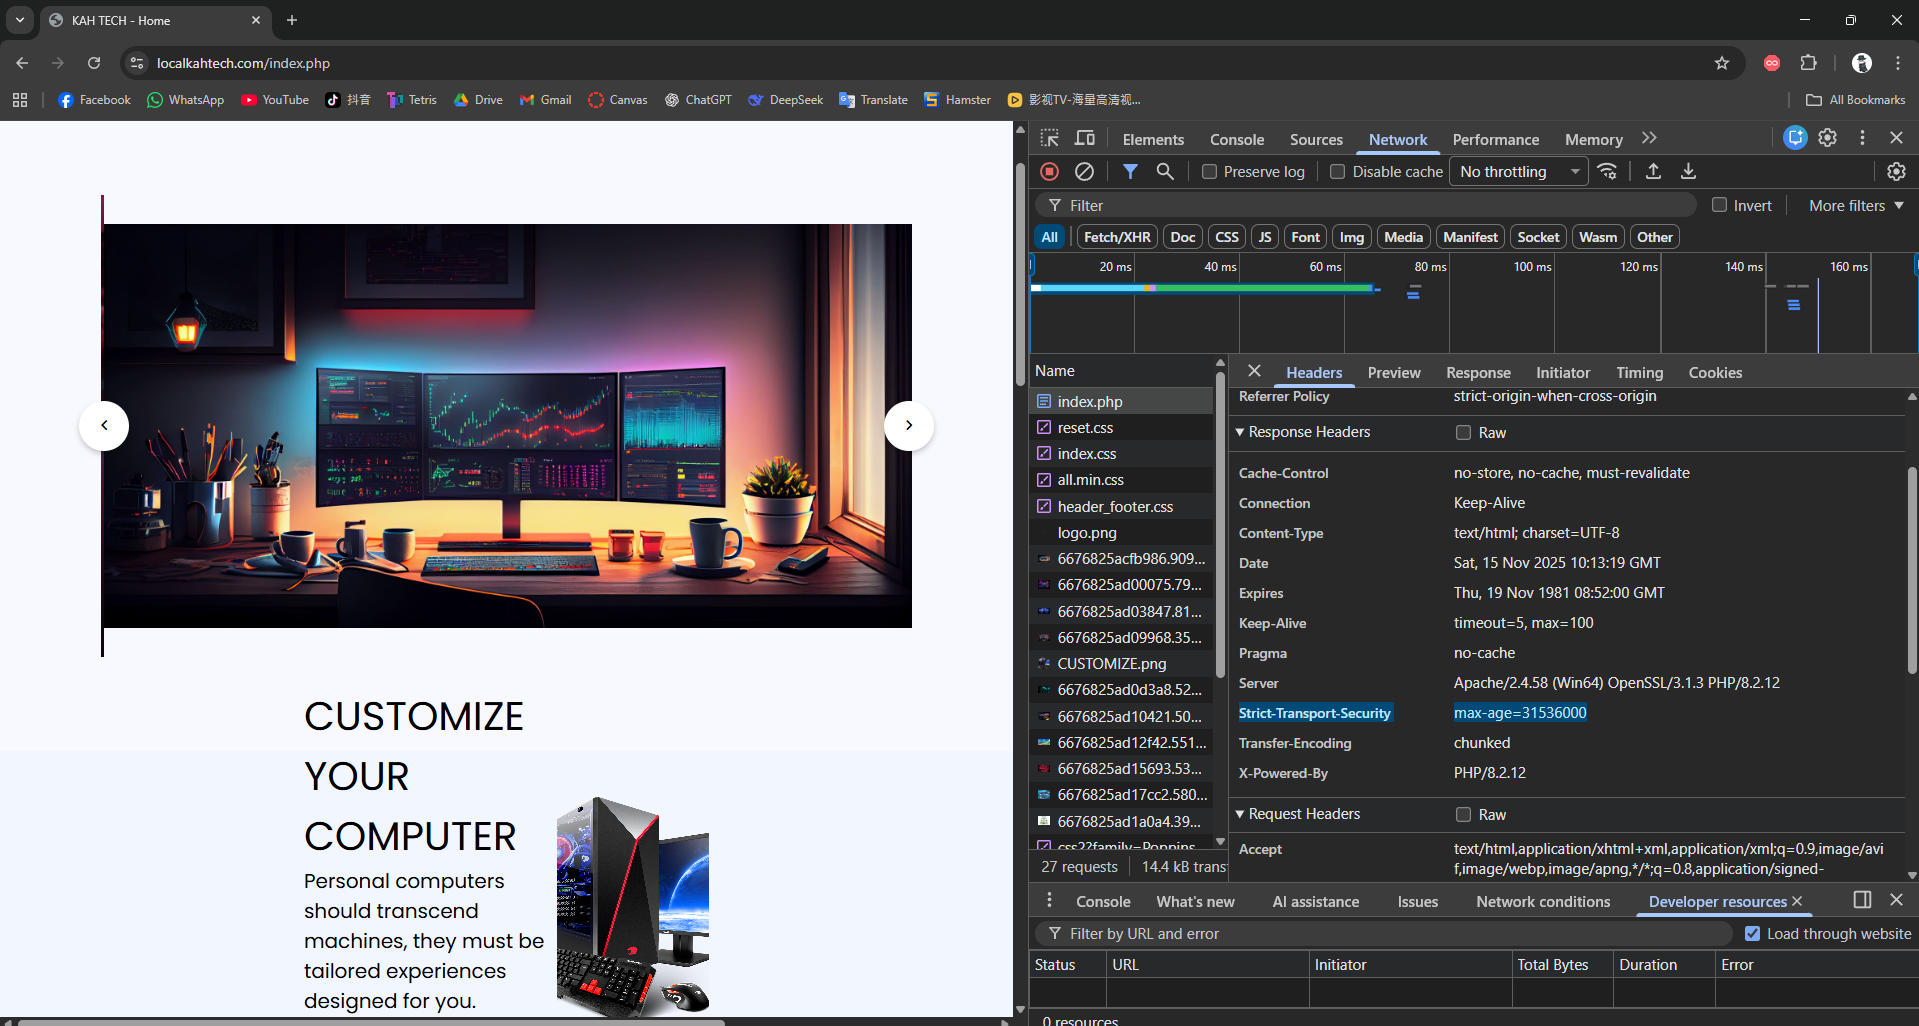 KAH TECH - Home
localkahtech.com/index.php
Facebook WhatsApp YouTube 抖音 Tetris Drive Gmail Canvas ChatGPT DeepSeek Translate Hamster 影视TV-海量高清视... All Bookmarks
CUSTOMIZE
YOUR
COMPUTER
Personal computers
should transcend
machines, they must be
tailored experiences
designed for you.
Elements Console Sources Network Performance Memory
Preserve log Disable cache No throttling
Filter Invert More filters
All Fetch/XHR Doc CSS JS Font Img Media Manifest Socket Wasm Other
20 ms 40 ms 60 ms 80 ms 100 ms 120 ms 140 ms 160 ms
Name
index.php
reset.css
index.css
all.min.css
header_footer.css
logo.png
6676825acfb986.909...
6676825ad00075.79...
6676825ad03847.81...
6676825ad09968.35...
CUSTOMIZE.png
6676825ad0d3a8.52...
6676825ad10421.50...
6676825ad12f42.551...
6676825ad15693.53...
6676825ad17cc2.580...
6676825ad1a0a4.39...
css2?family=Poppins
27 requests 14.4 kB trans
Headers Preview Response Initiator Timing Cookies
Referrer Policy strict-origin-when-cross-origin
Response Headers Raw
Cache-Control no-store, no-cache, must-revalidate
Connection Keep-Alive
Content-Type text/html; charset=UTF-8
Date Sat, 15 Nov 2025 10:13:19 GMT
Expires Thu, 19 Nov 1981 08:52:00 GMT
Keep-Alive timeout=5, max=100
Pragma no-cache
Server Apache/2.4.58 (Win64) OpenSSL/3.1.3 PHP/8.2.12
Strict-Transport-Security max-age=31536000
Transfer-Encoding chunked
X-Powered-By PHP/8.2.12
Request Headers Raw
Accept text/html,application/xhtml+xml,application/xml;q=0.9,image/avi
f,image/webp,image/apng,*/*;q=0.8,application/signed-
Console What's new AI assistance Issues Network conditions Developer resources
Filter by URL and error Load through website
Status URL Initiator Total Bytes Duration Error
0 resources